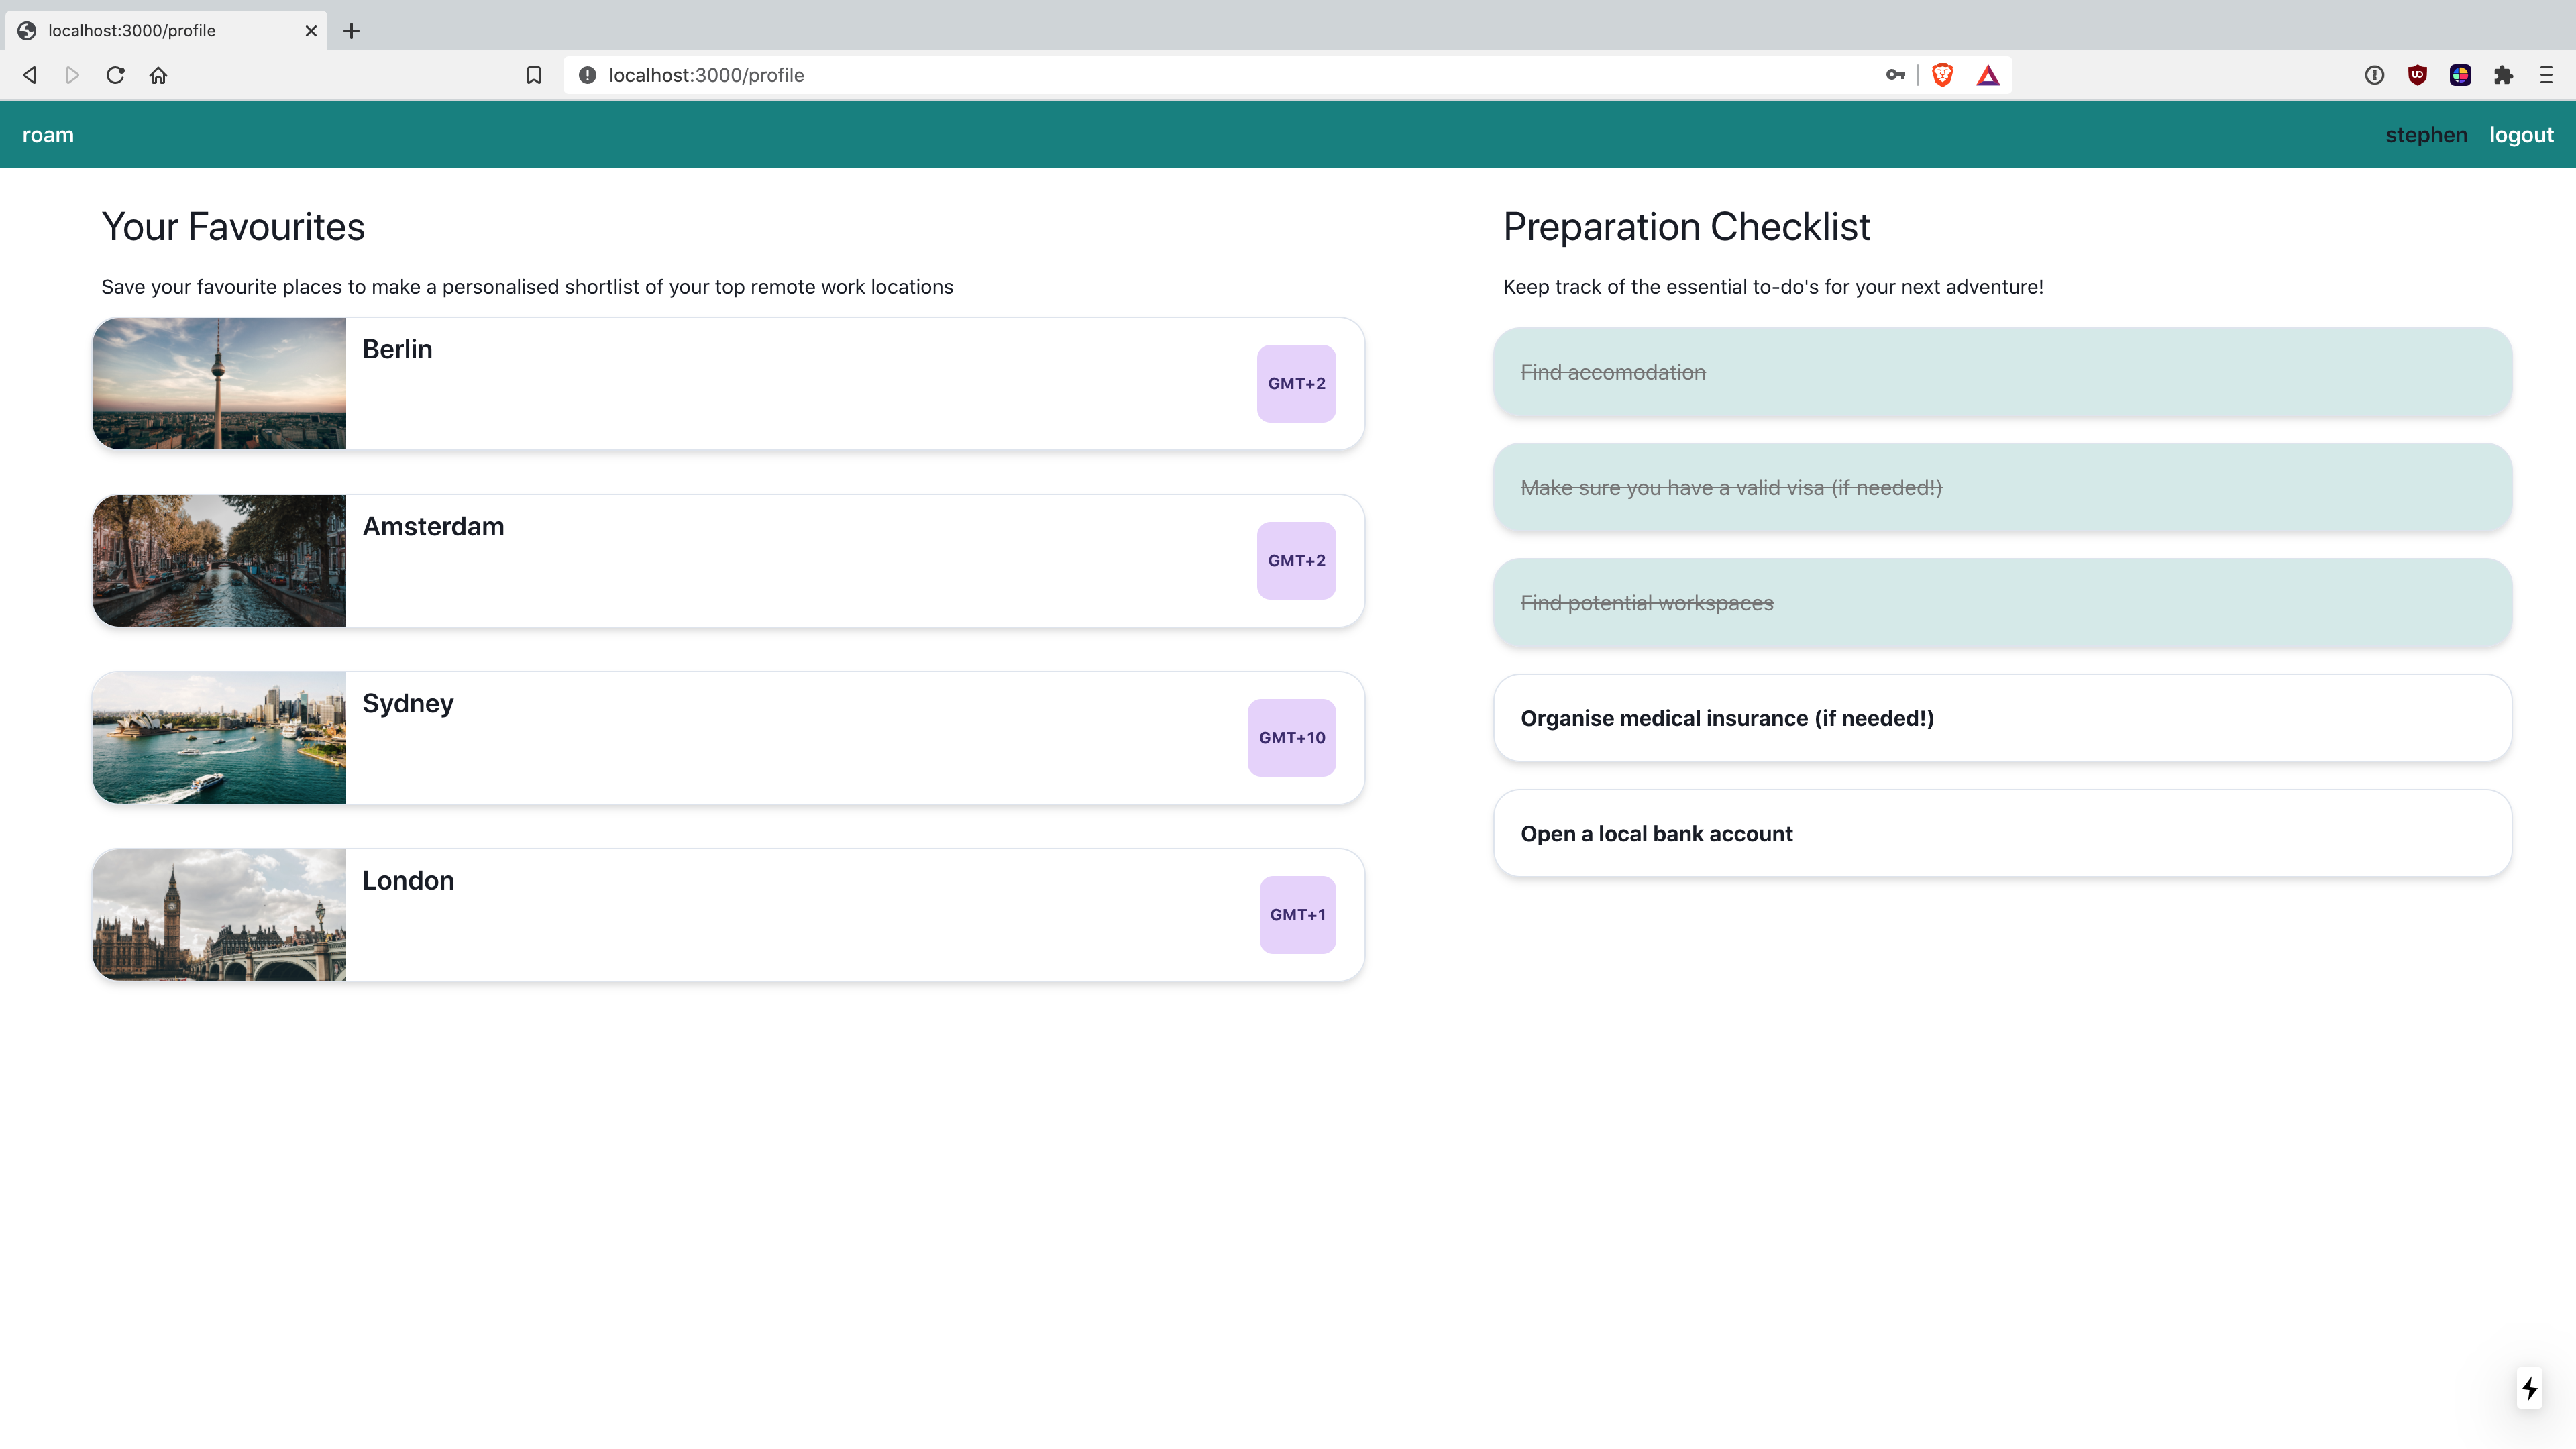 localhost:3000/profile
localhost:3000/profile
roam
stephen
logout
Your Favourites
Save your favourite places to make a personalised shortlist of your top remote work locations
Berlin
GMT+2
Amsterdam
GMT+2
Sydney
GMT+10
London
GMT+1
Preparation Checklist
Keep track of the essential to-do's for your next adventure!
Find accomodation
Make sure you have a valid visa (if needed!)
Find potential workspaces
Organise medical insurance (if needed!)
Open a local bank account